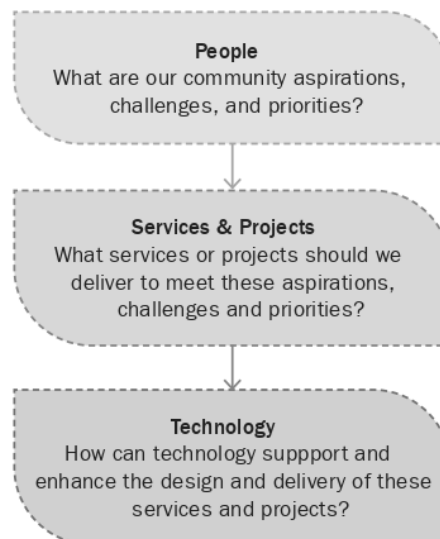 People
What are our community aspirations,
challenges, and priorities?
Services & Projects
What services or projects should we
deliver to meet these aspirations,
challenges and priorities?
Technology
How can technology suppport and
enhance the design and delivery of these
services and projects?